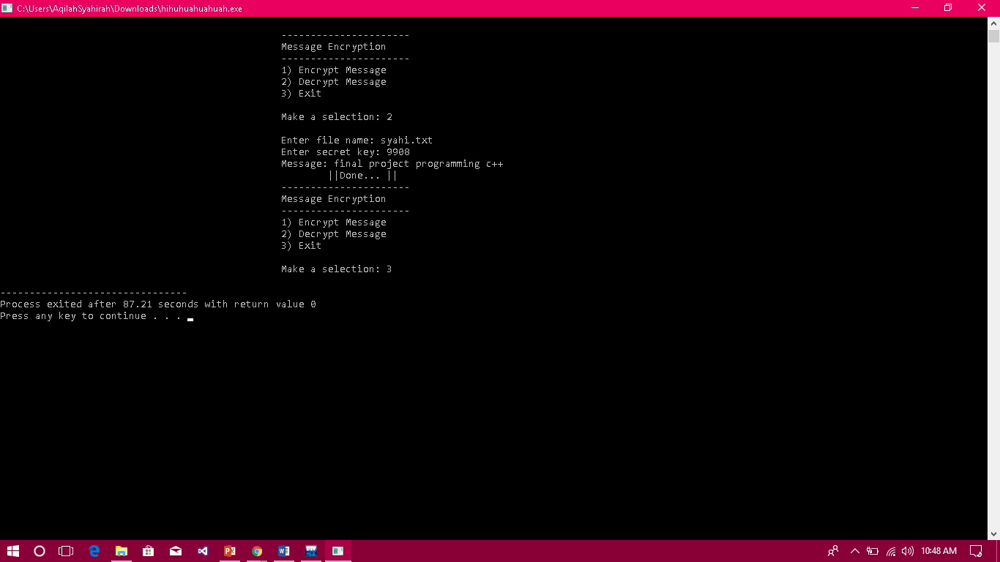 C:\Users\AqilahSyahirah\Downloads\hihuhuahuahuah.exe
----------------------
Message Encryption
----------------------
1) Encrypt Message
2) Decrypt Message
3) Exit
Make a selection: 2
Enter file name: syahi.txt
Enter secret key: 9908
Message: final project programming c++
||Done... ||
----------------------
Message Encryption
----------------------
1) Encrypt Message
2) Decrypt Message
3) Exit
Make a selection: 3
--------------------------------
Process exited after 87.21 seconds with return value 0
Press any key to continue . . .
10:48 AM